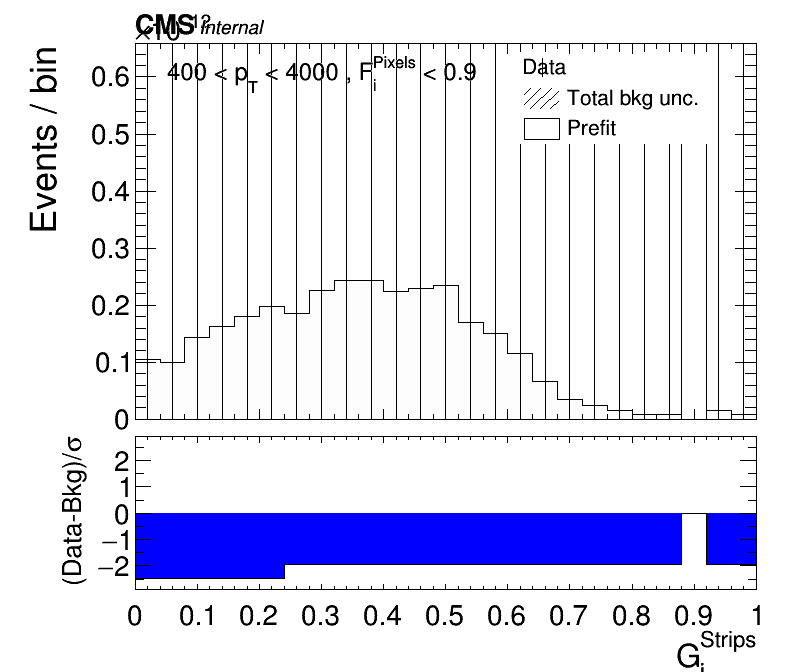 CMS Internal
×10¹²
400 < p_T < 4000 , F_i^Pixels < 0.9
Data
Total bkg unc.
Prefit
Events / bin
0.6
0.5
0.4
0.3
0.2
0.1
0
(Data-Bkg)/σ
2
1
0
−1
−2
0 0.1 0.2 0.3 0.4 0.5 0.6 0.7 0.8 0.9 1
G_i^Strips